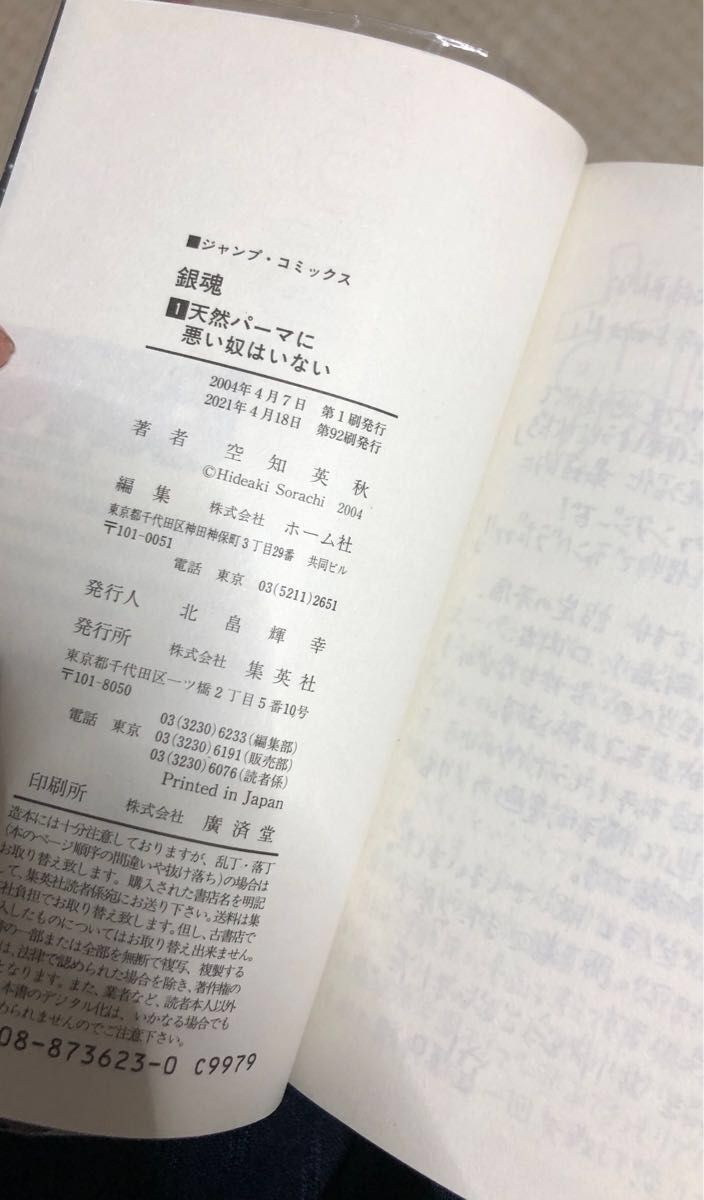 ■ジャンプ・コミックス
銀魂
1 天然パーマに
悪い奴はいない
2004年4月7日 第1刷発行
2021年4月18日 第92刷発行
著者 空知英秋
©Hideaki Sorachi 2004
編集 株式会社 ホーム社
東京都千代田区神田神保町3丁目29番 共同ビル
〒101-0051
電話 東京 03(5211)2651
発行人 北畠輝幸
発行所 株式会社 集英社
東京都千代田区一ツ橋2丁目5番10号
〒101-8050
03(3230)6233(編集部)
電話 東京 03(3230)6191(販売部)
03(3230)6076(読者係)
Printed in Japan
印刷所 株式会社 廣済堂
造本には十分注意しておりますが、乱丁・落丁
(本のページ順序の間違いや抜け落ち)の場合は
お取り替え致します。購入された書店名を明記
して、集英社読者係宛にお送り下さい。送料は集
社負担でお取り替え致します。但し、古書店で
入したものについてはお取り替え出来ません。
書の一部または全部を無断で複写、複製する
は、法律で認められた場合を除き、著作権の
となります。また、業者など、読者本人以外
本書のデジタル化は、いかなる場合でも
められませんのでご注意下さい。
08-873623-0 C9979